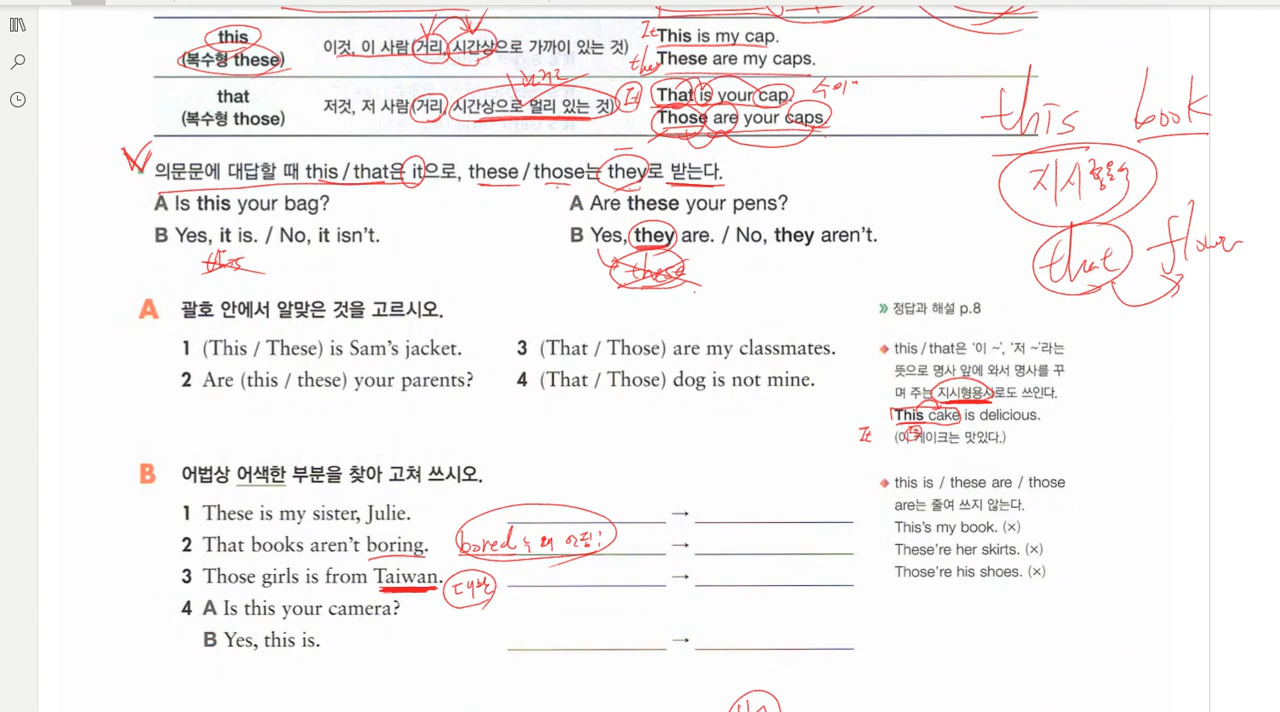 this
(복수형 these)
이것, 이 사람 (거리, 시간상으로 가까이 있는 것)
It
This is my cap.
they
These are my caps.
that
(복수형 those)
저것, 저 사람 (거리, 시간상으로 멀리 있는 것)
It
That is your cap.
Those are your caps.
this book
지시형용사
that flower
의문문에 대답할 때 this / that은 it으로, these / those는 they로 받는다.
A Is this your bag?
B Yes, it is. / No, it isn't.
this
A Are these your pens?
B Yes, they are. / No, they aren't.
these
A 괄호 안에서 알맞은 것을 고르시오.
1 (This / These) is Sam's jacket.
2 Are (this / these) your parents?
3 (That / Those) are my classmates.
4 (That / Those) dog is not mine.
» 정답과 해설 p.8
this / that은 '이 ~', '저 ~'라는
뜻으로 명사 앞에 와서 명사를 꾸
며 주는 지시형용사로도 쓰인다.
This cake is delicious.
It
(이 케이크는 맛있다.)
B 어법상 어색한 부분을 찾아 고쳐 쓰시오.
1 These is my sister, Julie. →
2 That books aren't boring. →
bored 는 왜 안됨?
3 Those girls is from Taiwan. →
대만
4 A Is this your camera?
B Yes, this is. →
this is / these are / those
are는 줄여 쓰지 않는다.
This's my book. (×)
These're her skirts. (×)
Those're his shoes. (×)